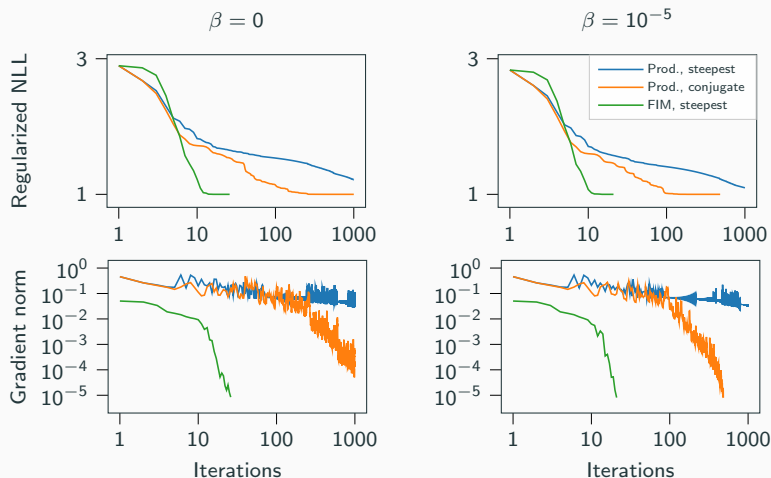 β = 0
β = 10⁻⁵
Regularized NLL
3
1
1 10 100 1000
3
1
1 10 100 1000
Prod., steepest
Prod., conjugate
FIM, steepest
Gradient norm
10⁰
10⁻¹
10⁻²
10⁻³
10⁻⁴
10⁻⁵
1 10 100 1000
Iterations
10⁰
10⁻¹
10⁻²
10⁻³
10⁻⁴
10⁻⁵
1 10 100 1000
Iterations